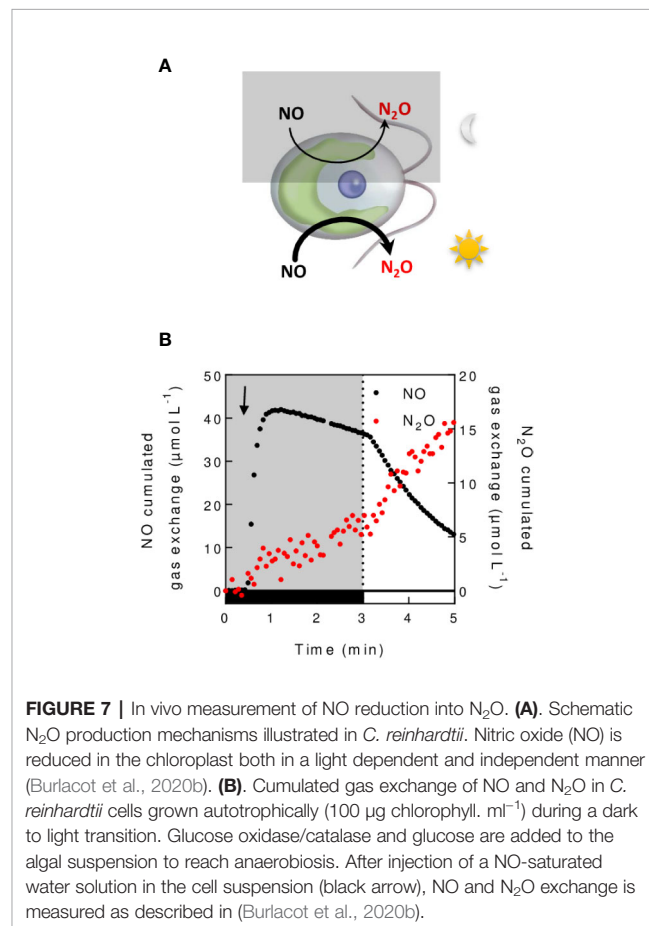 A
NO
N₂O
NO
N₂O
B
50
40
30
20
10
0
NO cumulated
gas exchange (µmol L⁻¹)
NO
N₂O
20
15
10
5
0
N₂O cumulated
gas exchange (µmol L⁻¹)
0 1 2 3 4 5
Time (min)
FIGURE 7 | In vivo measurement of NO reduction into N₂O. (A). Schematic
N₂O production mechanisms illustrated in C. reinhardtii. Nitric oxide (NO) is
reduced in the chloroplast both in a light dependent and independent manner
(Burlacot et al., 2020b). (B). Cumulated gas exchange of NO and N₂O in C.
reinhardtii cells grown autotrophically (100 µg chlorophyll. ml⁻¹) during a dark
to light transition. Glucose oxidase/catalase and glucose are added to the
algal suspension to reach anaerobiosis. After injection of a NO-saturated
water solution in the cell suspension (black arrow), NO and N₂O exchange is
measured as described in (Burlacot et al., 2020b).